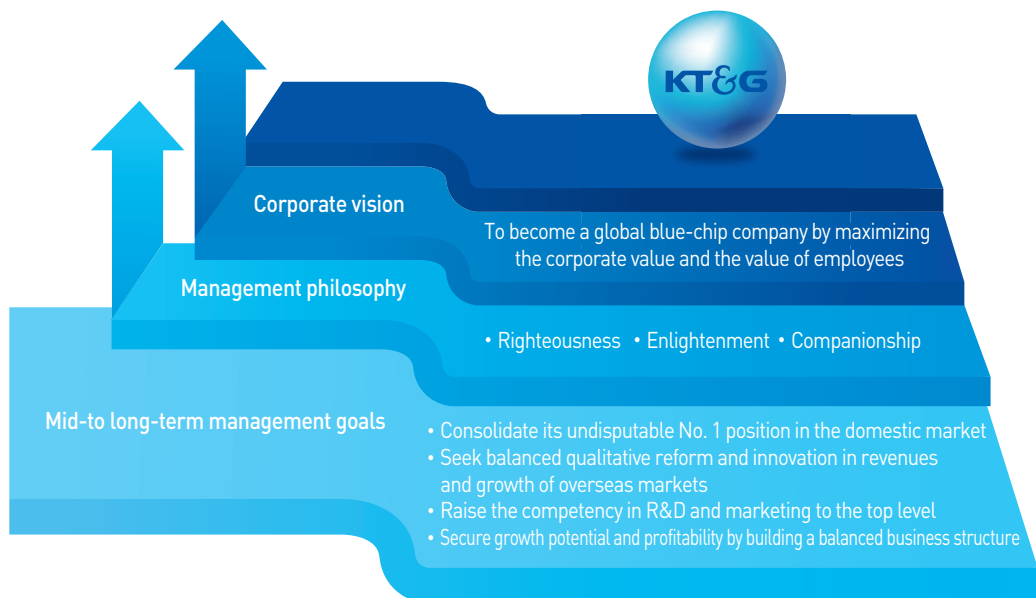 KT&G
Corporate vision
To become a global blue-chip company by maximizing
the corporate value and the value of employees
Management philosophy
• Righteousness • Enlightenment • Companionship
Mid-to long-term management goals
• Consolidate its undisputable No. 1 position in the domestic market
• Seek balanced qualitative reform and innovation in revenues
and growth of overseas markets
• Raise the competency in R&D and marketing to the top level
• Secure growth potential and profitability by building a balanced business structure